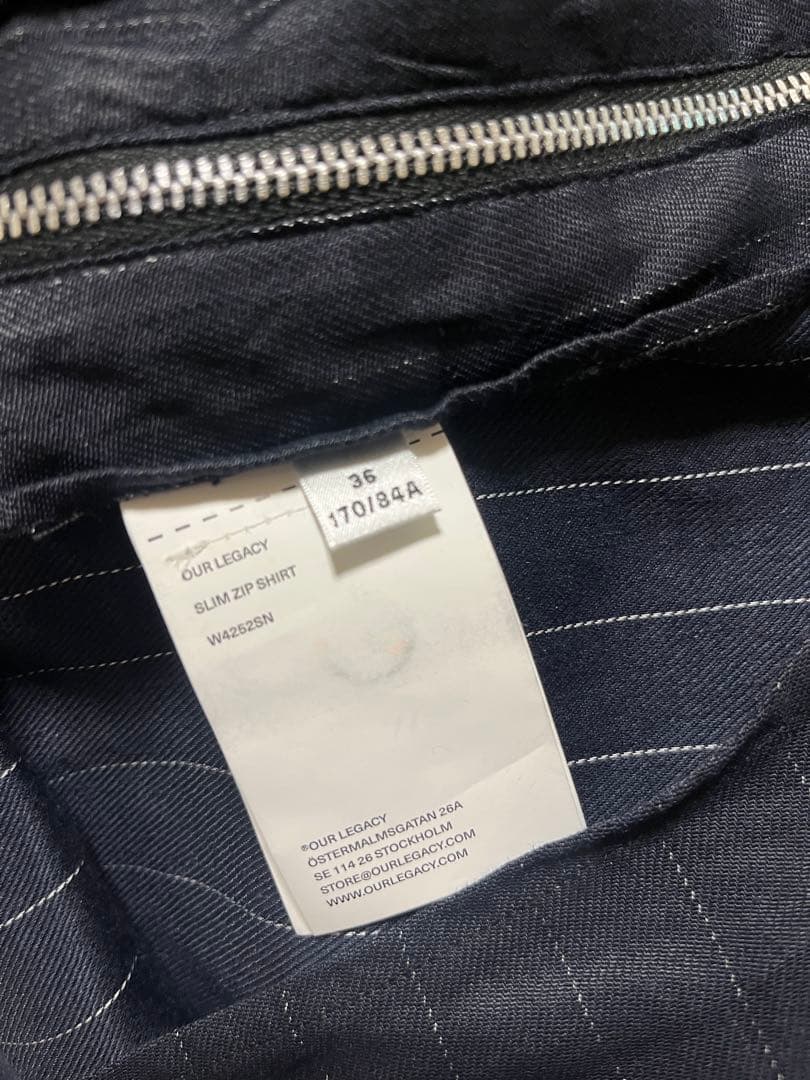 36
170/84A
OUR LEGACY
SLIM ZIP SHIRT
W4252SN
®OUR LEGACY
ÖSTERMALMSGATAN 26A
SE 114 26 STOCKHOLM
STORE@OURLEGACY.COM
WWW.OURLEGACY.COM